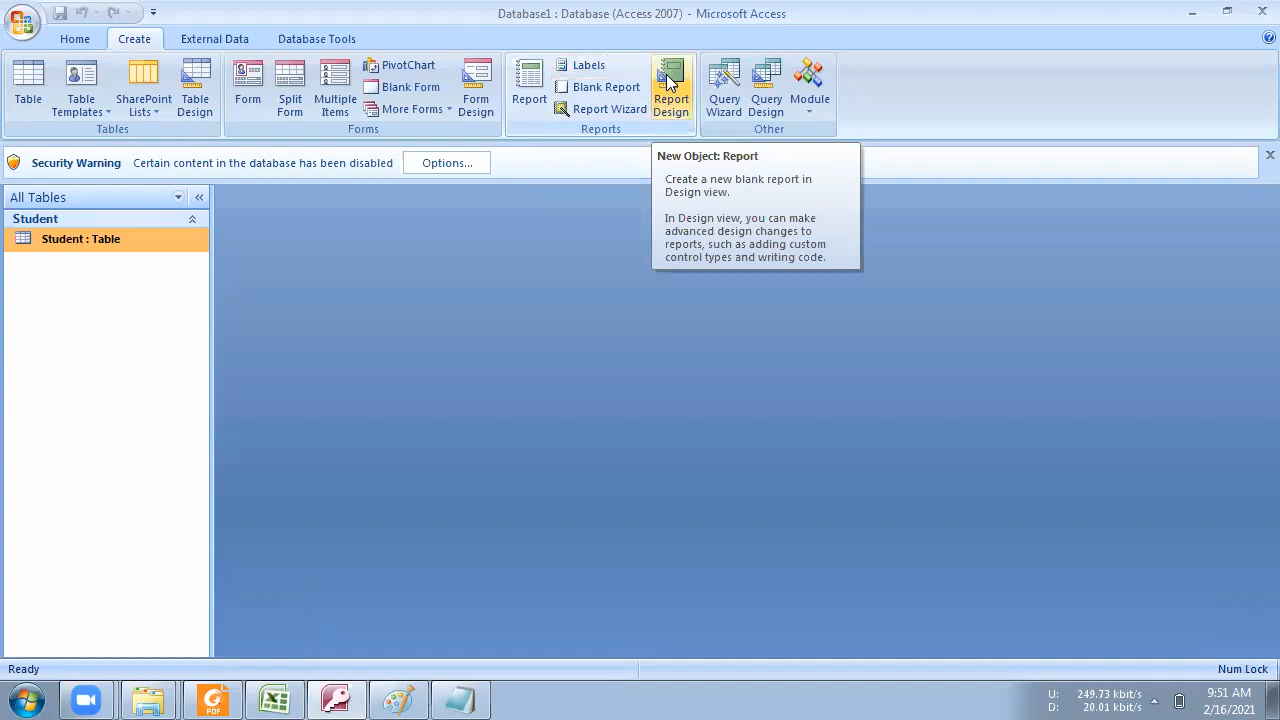 Database1 : Database (Access 2007) - Microsoft Access
Home Create External Data Database Tools
Table
Table Templates
SharePoint Lists
Table Design
Tables
Form
Split Form
Multiple Items
PivotChart
Blank Form
More Forms
Form Design
Forms
Report
Labels
Blank Report
Report Wizard
Report Design
Reports
Query Wizard
Query Design
Module
Other
Security Warning Certain content in the database has been disabled Options...
New Object: Report
Create a new blank report in
Design view.
In Design view, you can make
advanced design changes to
reports, such as adding custom
control types and writing code.
All Tables
Student
Student : Table
Ready Num Lock
PDF
U: 249.73 kbit/s
D: 20.01 kbit/s
9:51 AM
2/16/2021